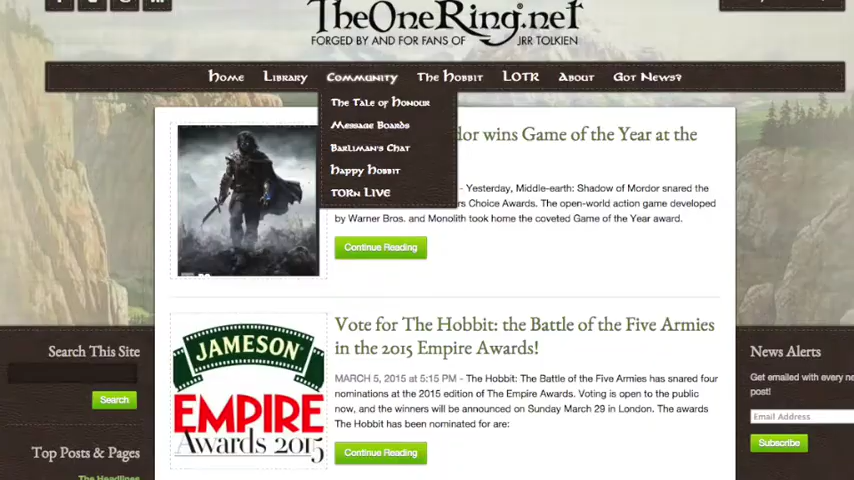 TheOneRing.net
FORGED BY AND FOR FANS OF JRR TOLKIEN
Home Library Community The Hobbit LOTR About Got News?
The Tale of Honour
Message Boards
Barliman's Chat
Happy Hobbit
TORn LIVE
wins Game of the Year at the
- Yesterday, Middle-earth: Shadow of Mordor snared the
Choice Awards. The open-world action game developed
by Warner Bros. and Monolith took home the coveted Game of the Year award.
Continue Reading
JAMESON
EMPIRE
Awards 2015
Vote for The Hobbit: the Battle of the Five Armies
in the 2015 Empire Awards!
MARCH 5, 2015 at 5:15 PM - The Hobbit: The Battle of the Five Armies has snared four
nominations at the 2015 edition of The Empire Awards. Voting is open to the public
now, and the winners will be announced on Sunday March 29 in London. The awards
The Hobbit has been nominated for are:
Continue Reading
Search This Site
Search
Top Posts & Pages
The Headlines
News Alerts
Get emailed with every
post!
Email Address
Subscribe